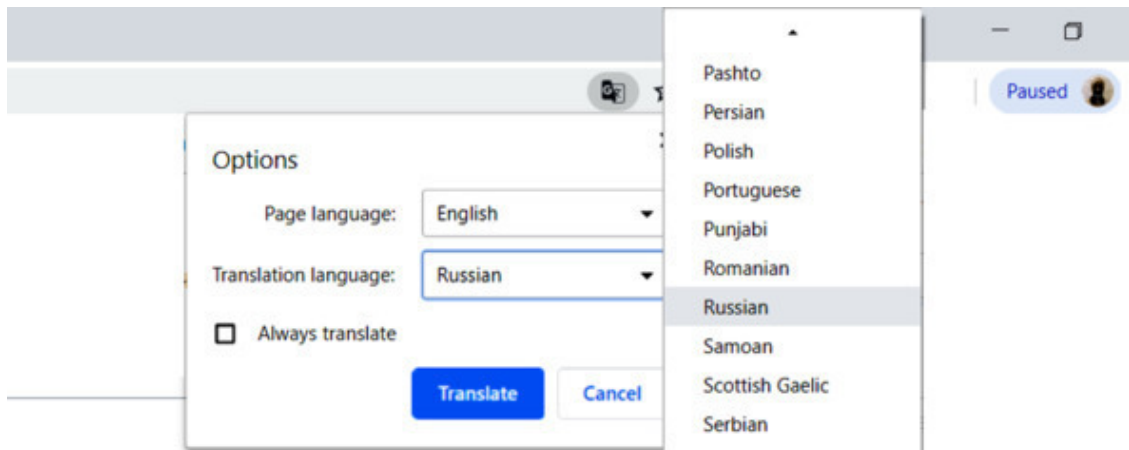 Paused
Options
Page language: English
Translation language: Russian
Always translate
Translate Cancel
Pashto
Persian
Polish
Portuguese
Punjabi
Romanian
Russian
Samoan
Scottish Gaelic
Serbian